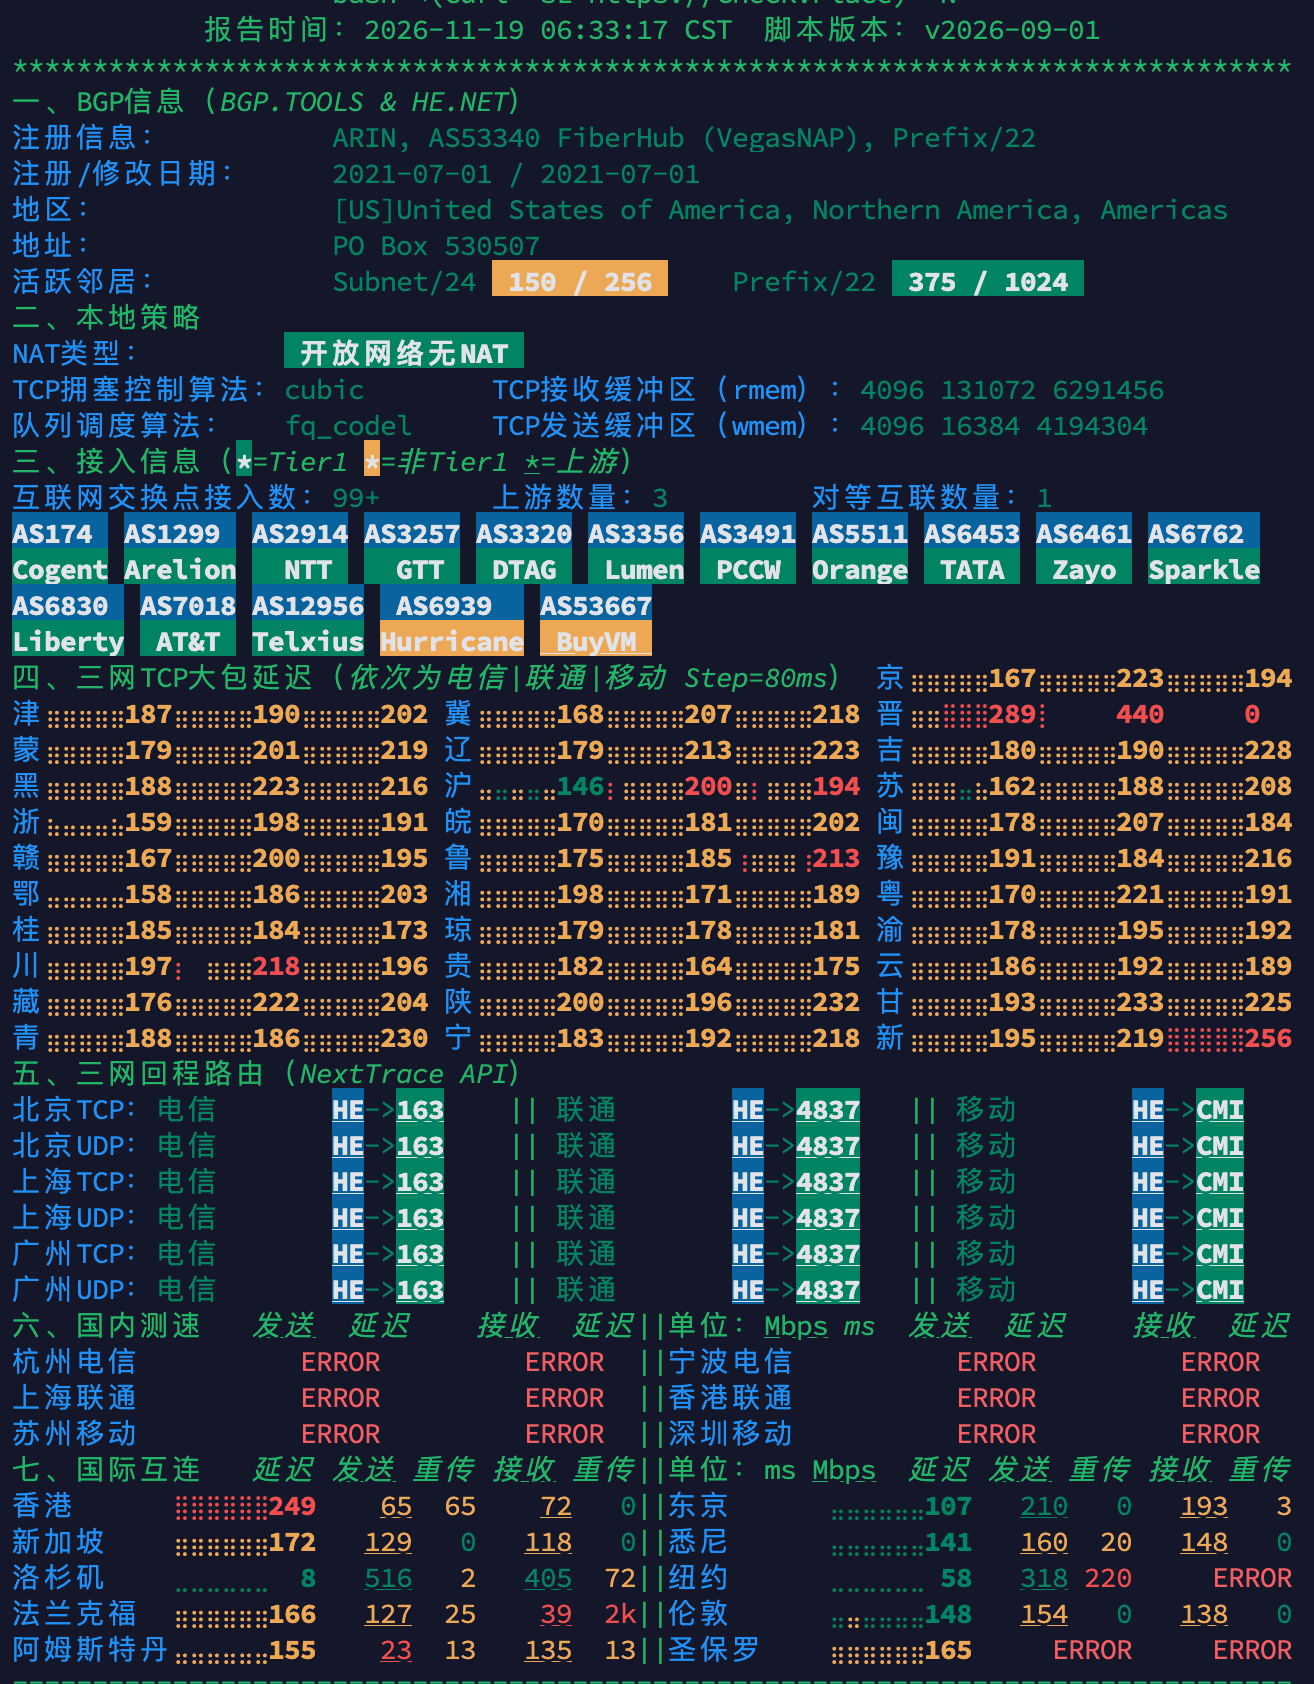 报告时间：2026-11-19 06:33:17 CST 脚本版本：v2026-09-01
********************************************************************************
一、BGP信息（BGP.TOOLS & HE.NET）
注册信息： ARIN, AS53340 FiberHub (VegasNAP), Prefix/22
注册/修改日期： 2021-07-01 / 2021-07-01
地区： [US]United States of America, Northern America, Americas
地址： PO Box 530507
活跃邻居： Subnet/24 150 / 256 Prefix/22 375 / 1024
二、本地策略
NAT类型： 开放网络无NAT
TCP拥塞控制算法：cubic TCP接收缓冲区（rmem）：4096 131072 6291456
队列调度算法： fq_codel TCP发送缓冲区（wmem）：4096 16384 4194304
三、接入信息（*=Tier1 *=非Tier1 *=上游）
互联网交换点接入数：99+ 上游数量：3 对等互联数量：1
AS174 AS1299 AS2914 AS3257 AS3320 AS3356 AS3491 AS5511 AS6453 AS6461 AS6762
Cogent Arelion NTT GTT DTAG Lumen PCCW Orange TATA Zayo Sparkle
AS6830 AS7018 AS12956 AS6939 AS53667
Liberty AT&T Telxius Hurricane BuyVM
四、三网TCP大包延迟（依次为电信|联通|移动 Step=80ms） 京 167 223 194
津 187 190 202 冀 168 207 218 晋 289 440 0
蒙 179 201 219 辽 179 213 223 吉 180 190 228
黑 188 223 216 沪 146 200 194 苏 162 188 208
浙 159 198 191 皖 170 181 202 闽 178 207 184
赣 167 200 195 鲁 175 185 213 豫 191 184 216
鄂 158 186 203 湘 198 171 189 粤 170 221 191
桂 185 184 173 琼 179 178 181 渝 178 195 192
川 197 218 196 贵 182 164 175 云 186 192 189
藏 176 222 204 陕 200 196 232 甘 193 233 225
青 188 186 230 宁 183 192 218 新 195 219 256
五、三网回程路由（NextTrace API）
北京TCP：电信 HE->163 || 联通 HE->4837 || 移动 HE->CMI
北京UDP：电信 HE->163 || 联通 HE->4837 || 移动 HE->CMI
上海TCP：电信 HE->163 || 联通 HE->4837 || 移动 HE->CMI
上海UDP：电信 HE->163 || 联通 HE->4837 || 移动 HE->CMI
广州TCP：电信 HE->163 || 联通 HE->4837 || 移动 HE->CMI
广州UDP：电信 HE->163 || 联通 HE->4837 || 移动 HE->CMI
六、国内测速 发送 延迟 接收 延迟||单位：Mbps ms 发送 延迟 接收 延迟
杭州电信 ERROR ERROR ||宁波电信 ERROR ERROR
上海联通 ERROR ERROR ||香港联通 ERROR ERROR
苏州移动 ERROR ERROR ||深圳移动 ERROR ERROR
七、国际互连 延迟 发送 重传 接收 重传||单位：ms Mbps 延迟 发送 重传 接收 重传
香港 249 65 65 72 0||东京 107 210 0 193 3
新加坡 172 129 0 118 0||悉尼 141 160 20 148 0
洛杉矶 8 516 2 405 72||纽约 58 318 220 ERROR
法兰克福 166 127 25 39 2k||伦敦 148 154 0 138 0
阿姆斯特丹 155 23 13 135 13||圣保罗 165 ERROR ERROR